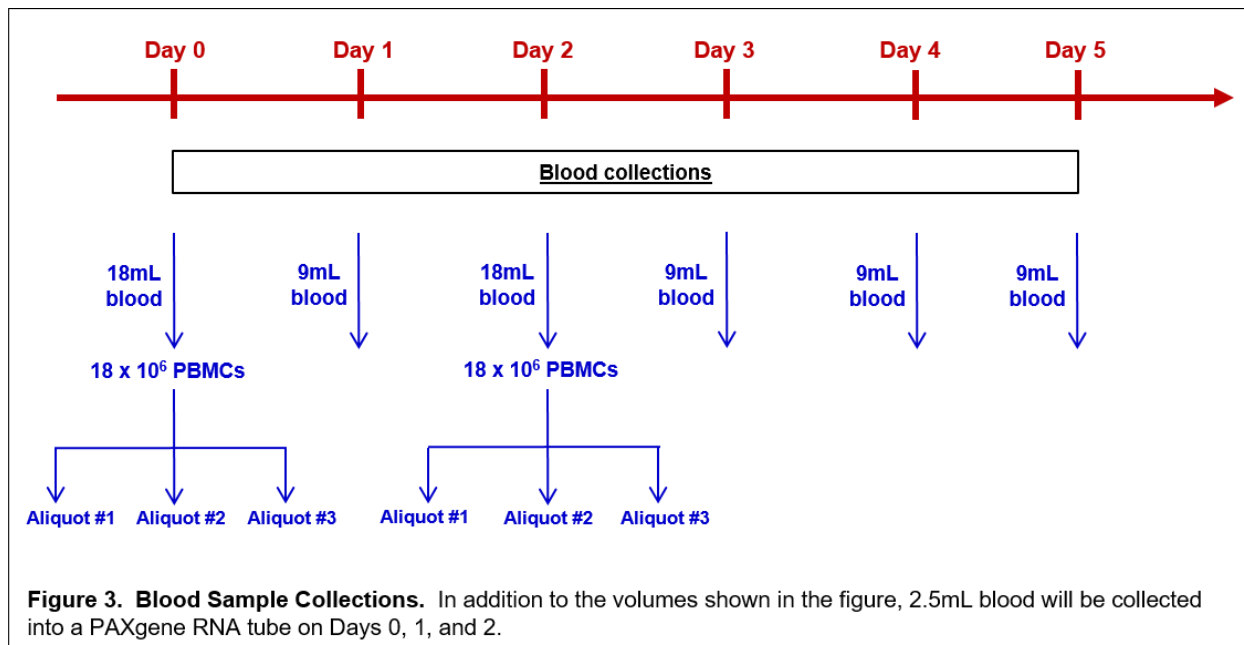 Day 0 Day 1 Day 2 Day 3 Day 4 Day 5
Blood collections
18mL 9mL 18mL 9mL 9mL 9mL
blood blood blood blood blood blood
18 x 10⁶ PBMCs 18 x 10⁶ PBMCs
Aliquot #1 Aliquot #2 Aliquot #3 Aliquot #1 Aliquot #2 Aliquot #3
Figure 3. Blood Sample Collections. In addition to the volumes shown in the figure, 2.5mL blood will be collected
into a PAXgene RNA tube on Days 0, 1, and 2.